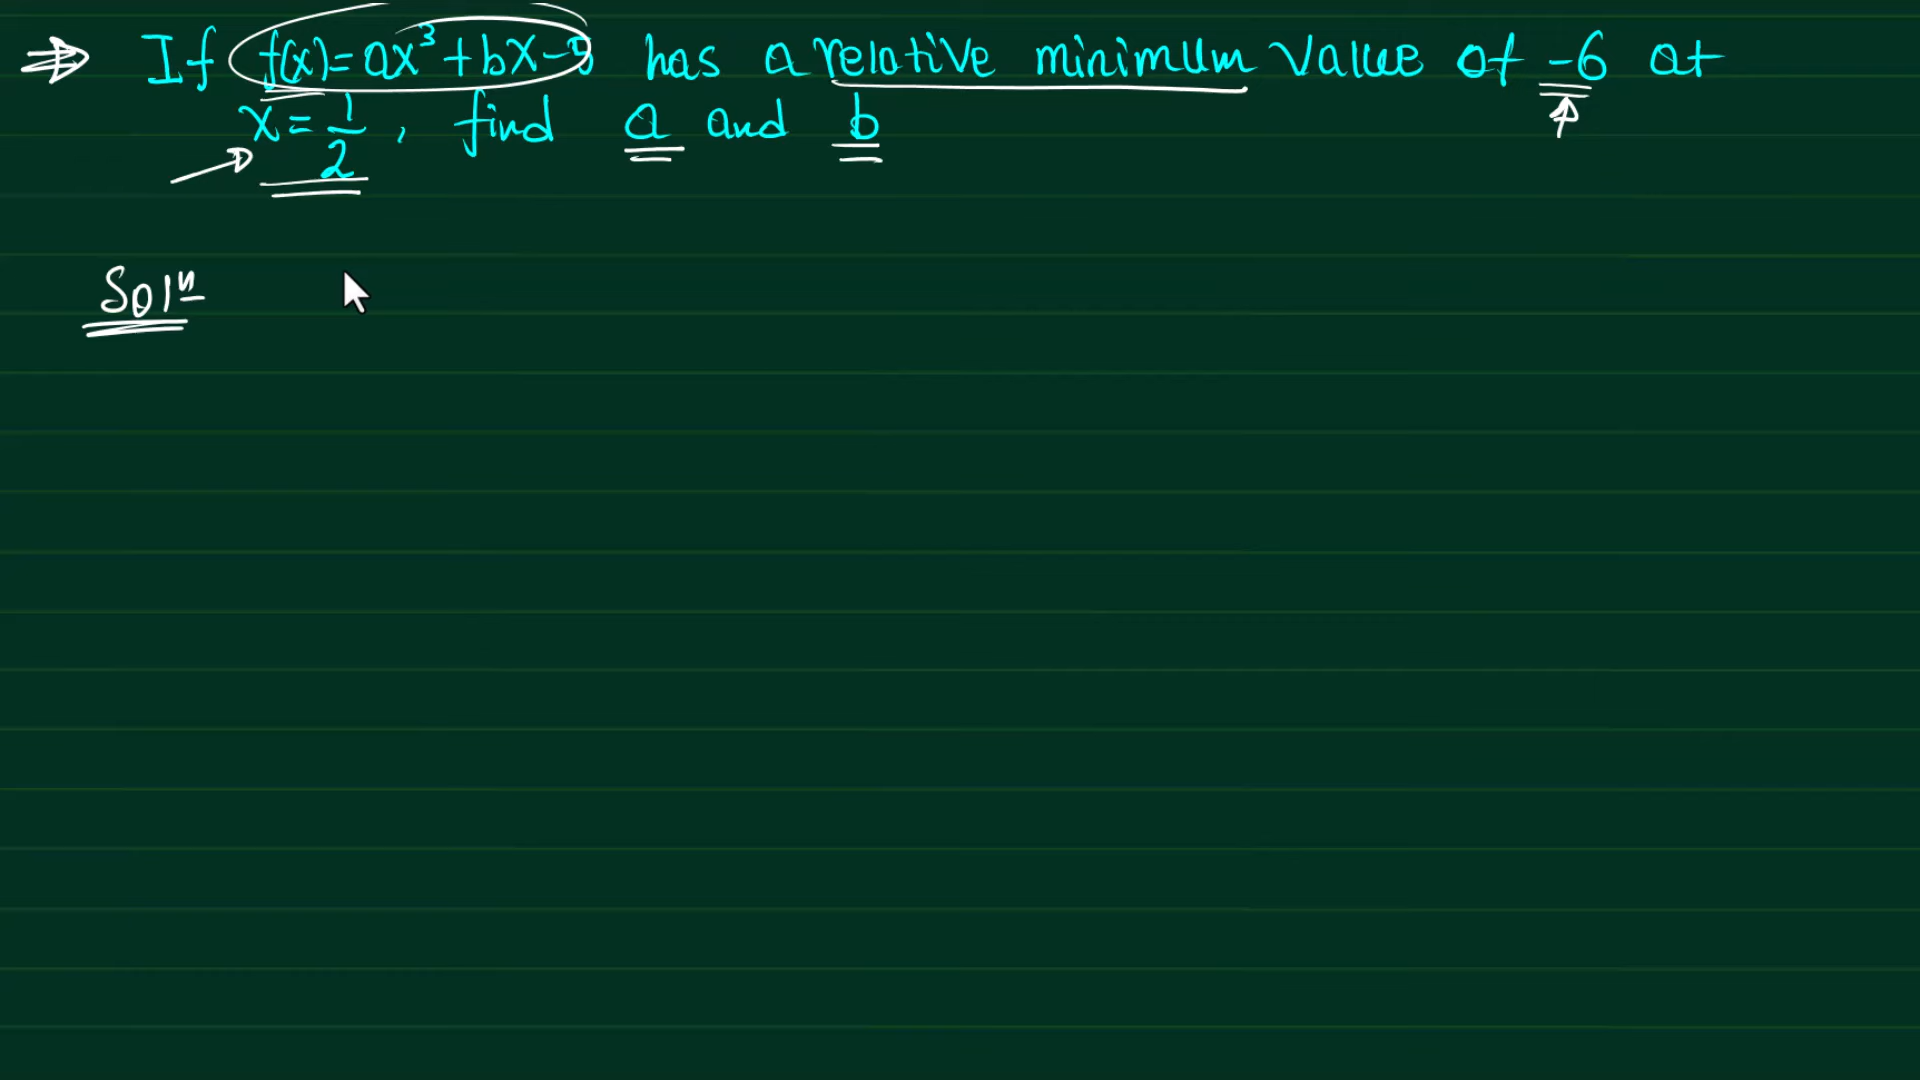 ⇒ If f(x)=ax³+bx-5 has a relative minimum value of -6 at
x=1/2, find a and b
Solⁿ